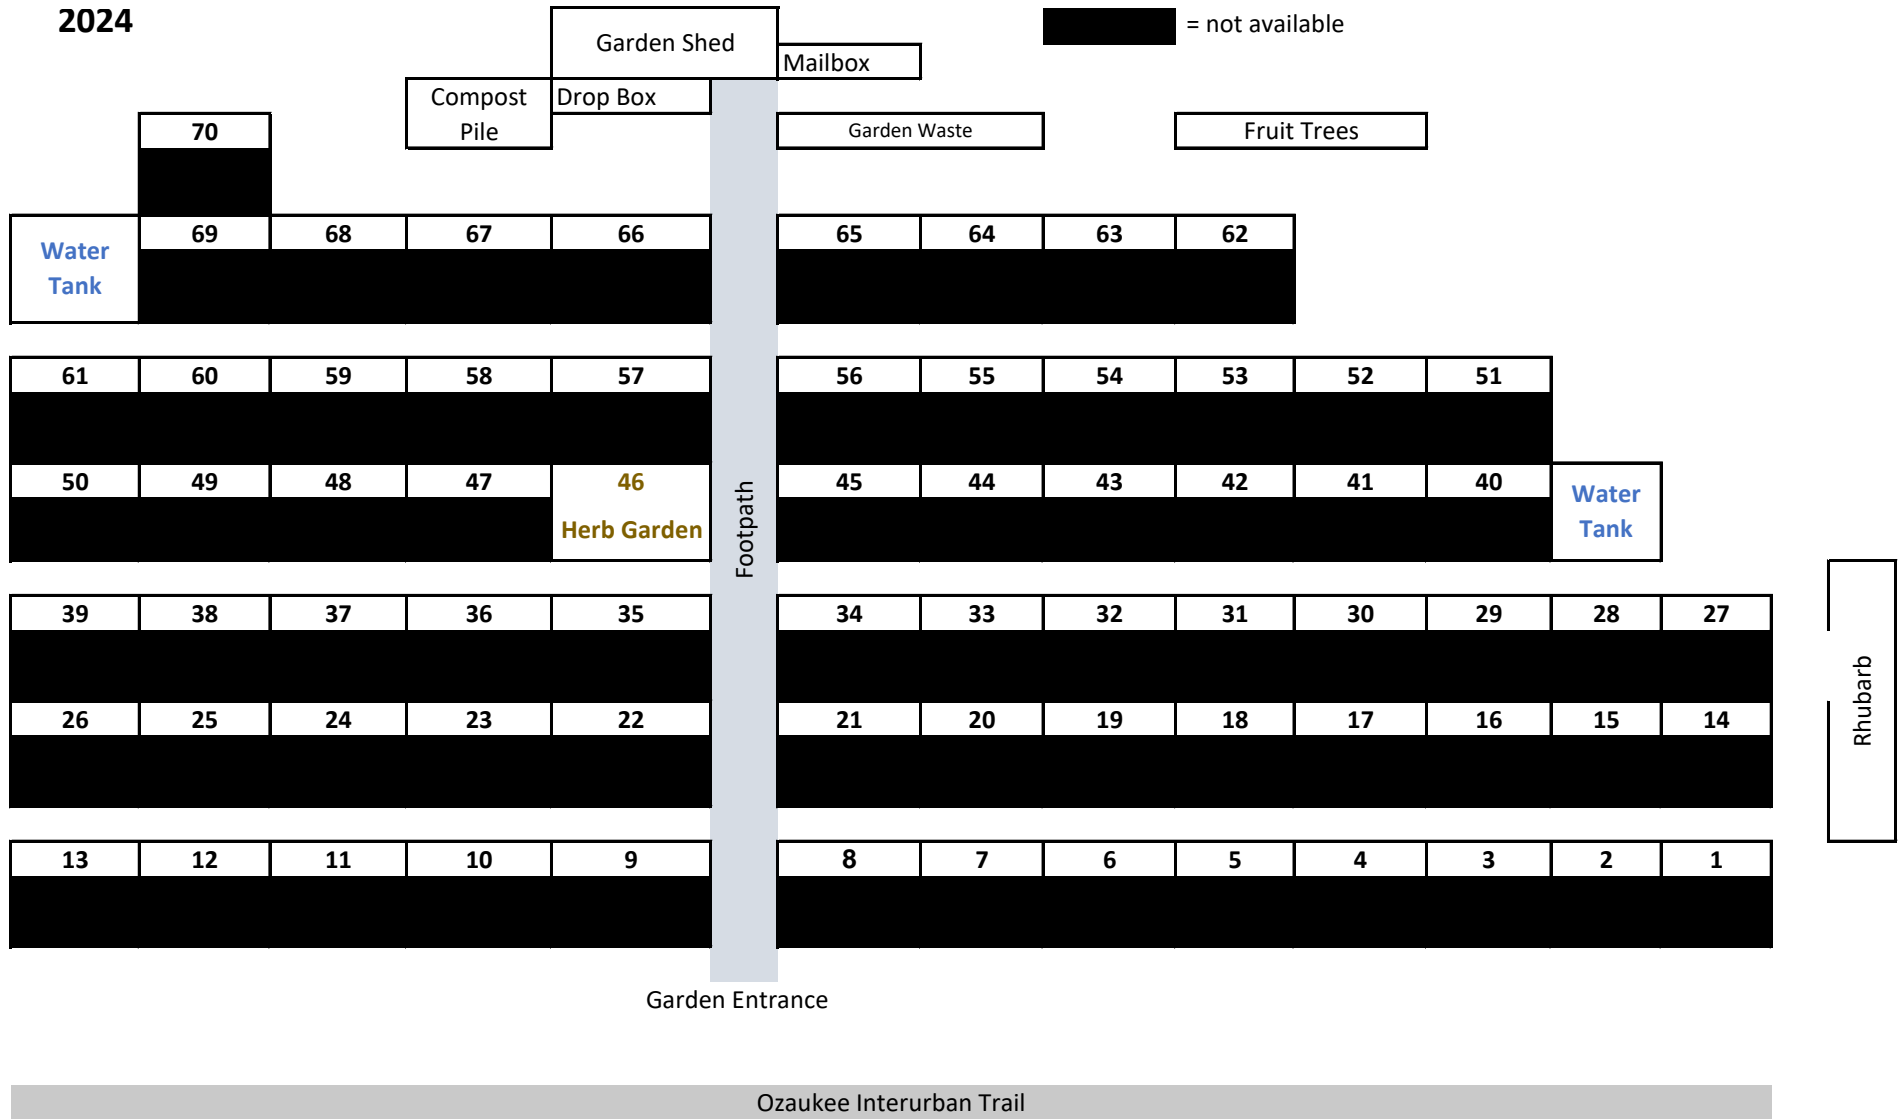 2024
= not available
Garden Shed
Mailbox
Compost
Pile
Drop Box
Garden Waste
Fruit Trees
70
Water
Tank
69 68 67 66 65 64 63 62
61 60 59 58 57 56 55 54 53 52 51
50 49 48 47 46 45 44 43 42 41 40
Herb Garden
Water
Tank
Footpath
39 38 37 36 35 34 33 32 31 30 29 28 27
Rhubarb
26 25 24 23 22 21 20 19 18 17 16 15 14
13 12 11 10 9 8 7 6 5 4 3 2 1
Garden Entrance
Ozaukee Interurban Trail